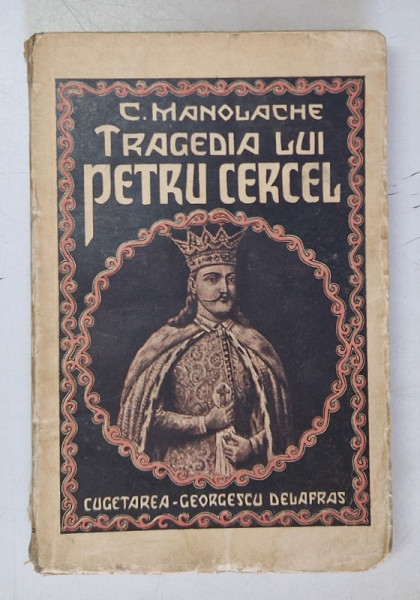 C. MANOLACHE
TRAGEDIA LUI
PETRU CERCEL
CUGETAREA - GEORGESCU DELAFRAS